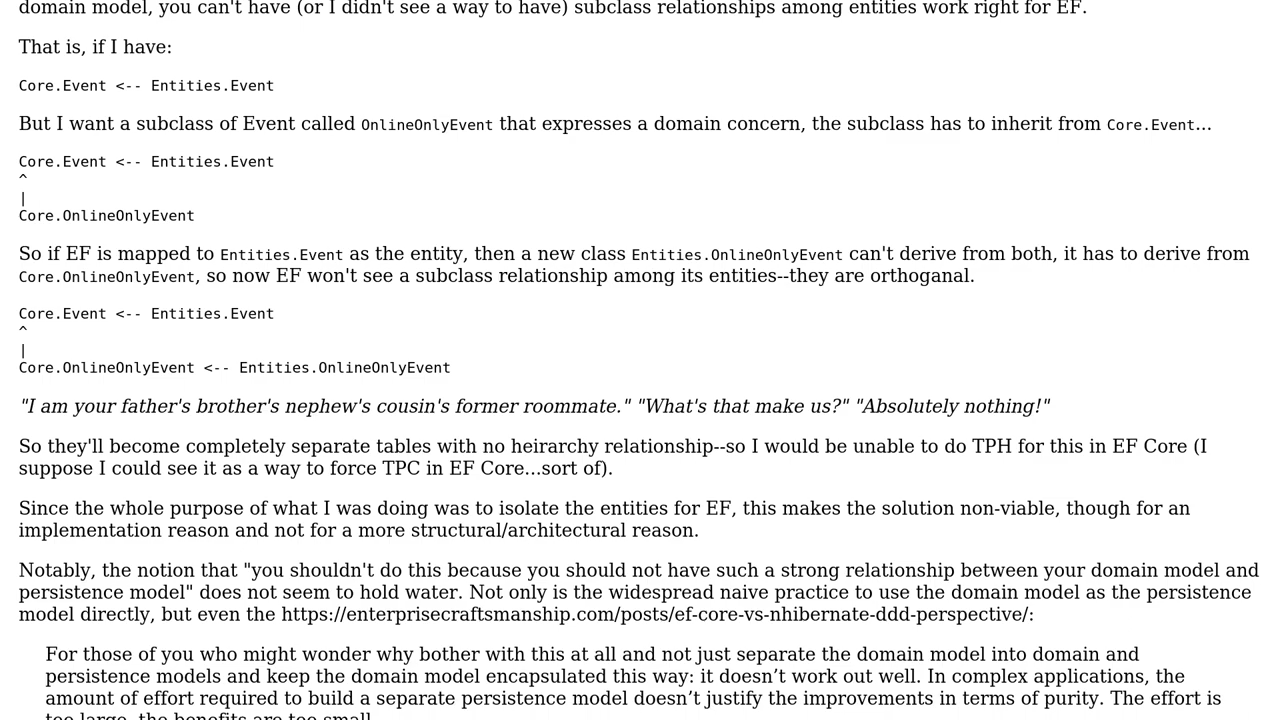 domain model, you can't have (or I didn't see a way to have) subclass relationships among entities work right for EF.
That is, if I have:
Core.Event <-- Entities.Event
But I want a subclass of Event called OnlineOnlyEvent that expresses a domain concern, the subclass has to inherit from Core.Event...
Core.Event <-- Entities.Event
^
|
Core.OnlineOnlyEvent
So if EF is mapped to Entities.Event as the entity, then a new class Entities.OnlineOnlyEvent can't derive from both, it has to derive from
Core.OnlineOnlyEvent, so now EF won't see a subclass relationship among its entities--they are orthoganal.
Core.Event <-- Entities.Event
^
|
Core.OnlineOnlyEvent <-- Entities.OnlineOnlyEvent
"I am your father's brother's nephew's cousin's former roommate." "What's that make us?" "Absolutely nothing!"
So they'll become completely separate tables with no heirarchy relationship--so I would be unable to do TPH for this in EF Core (I
suppose I could see it as a way to force TPC in EF Core...sort of).
Since the whole purpose of what I was doing was to isolate the entities for EF, this makes the solution non-viable, though for an
implementation reason and not for a more structural/architectural reason.
Notably, the notion that "you shouldn't do this because you should not have such a strong relationship between your domain model and
persistence model" does not seem to hold water. Not only is the widespread naive practice to use the domain model as the persistence
model directly, but even the https://enterprisecraftsmanship.com/posts/ef-core-vs-nhibernate-ddd-perspective/:
For those of you who might wonder why bother with this at all and not just separate the domain model into domain and
persistence models and keep the domain model encapsulated this way: it doesn’t work out well. In complex applications, the
amount of effort required to build a separate persistence model doesn’t justify the improvements in terms of purity. The effort is
too large, the benefits are too small.